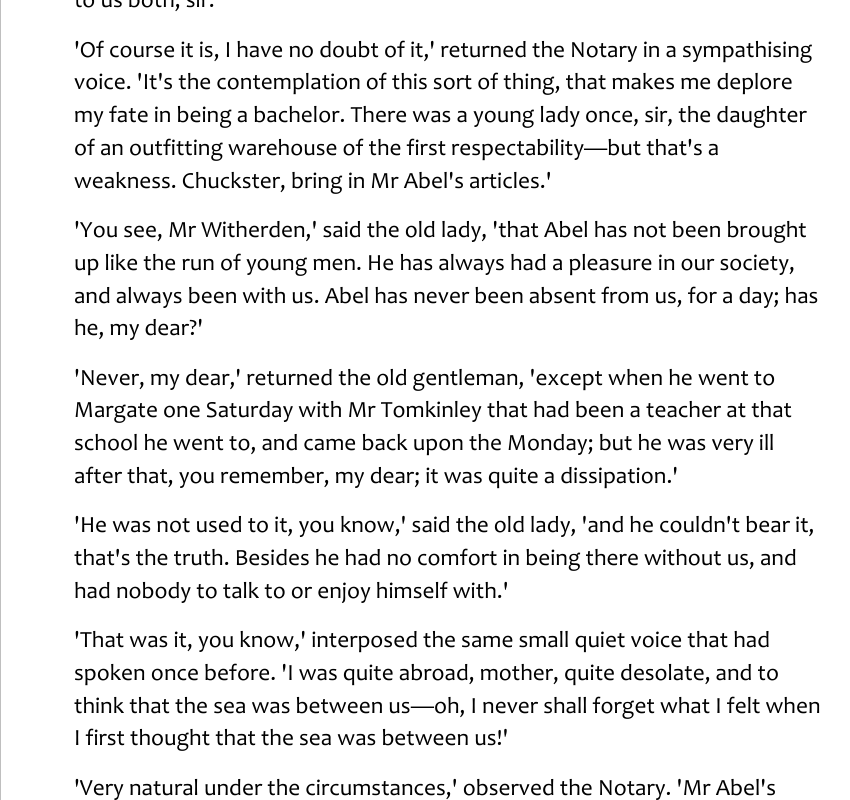 to us both, sir.'
'Of course it is, I have no doubt of it,' returned the Notary in a sympathising
voice. 'It's the contemplation of this sort of thing, that makes me deplore
my fate in being a bachelor. There was a young lady once, sir, the daughter
of an outfitting warehouse of the first respectability—but that's a
weakness. Chuckster, bring in Mr Abel's articles.'
'You see, Mr Witherden,' said the old lady, 'that Abel has not been brought
up like the run of young men. He has always had a pleasure in our society,
and always been with us. Abel has never been absent from us, for a day; has
he, my dear?'
'Never, my dear,' returned the old gentleman, 'except when he went to
Margate one Saturday with Mr Tomkinley that had been a teacher at that
school he went to, and came back upon the Monday; but he was very ill
after that, you remember, my dear; it was quite a dissipation.'
'He was not used to it, you know,' said the old lady, 'and he couldn't bear it,
that's the truth. Besides he had no comfort in being there without us, and
had nobody to talk to or enjoy himself with.'
'That was it, you know,' interposed the same small quiet voice that had
spoken once before. 'I was quite abroad, mother, quite desolate, and to
think that the sea was between us—oh, I never shall forget what I felt when
I first thought that the sea was between us!'
'Very natural under the circumstances,' observed the Notary. 'Mr Abel's